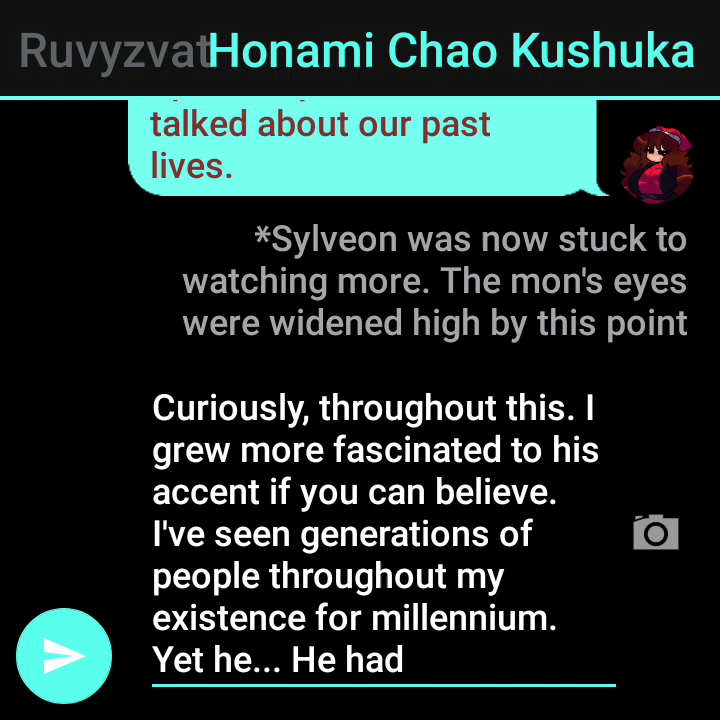 Ruvyzvat Honami Chao Kushuka
talked about our past
lives.
*Sylveon was now stuck to
watching more. The mon's eyes
were widened high by this point
Curiously, throughout this. I
grew more fascinated to his
accent if you can believe.
I've seen generations of
people throughout my
existence for millennium.
Yet he... He had